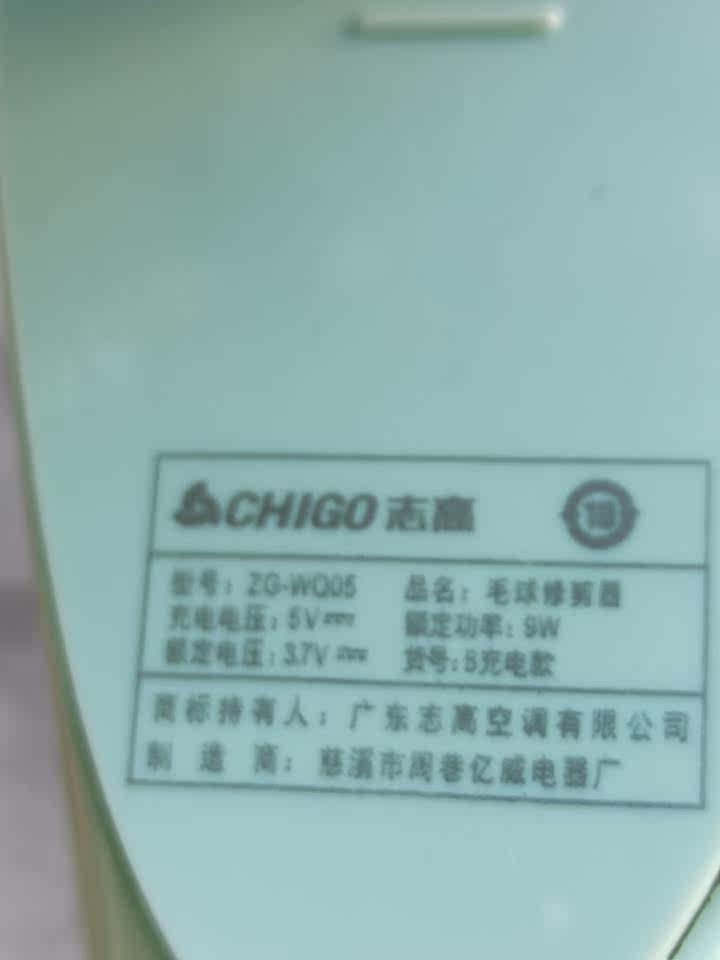 CHIGO 志高
型号：ZG-WQ05 品名：毛球修剪器
充电电压：5V 额定功率：9W
额定电压：3.7V 货号：5充电款
商标持有人：广东志高空调有限公司
制造商：慈溪市周巷亿威电器厂